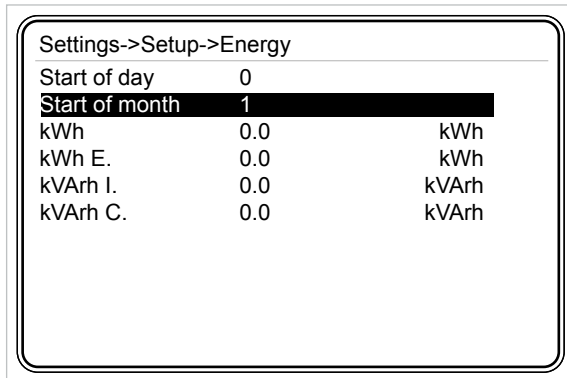 Settings->Setup->Energy
Start of day 0
Start of month 1
kWh 0.0 kWh
kWh E. 0.0 kWh
kVArh I. 0.0 kVArh
kVArh C. 0.0 kVArh